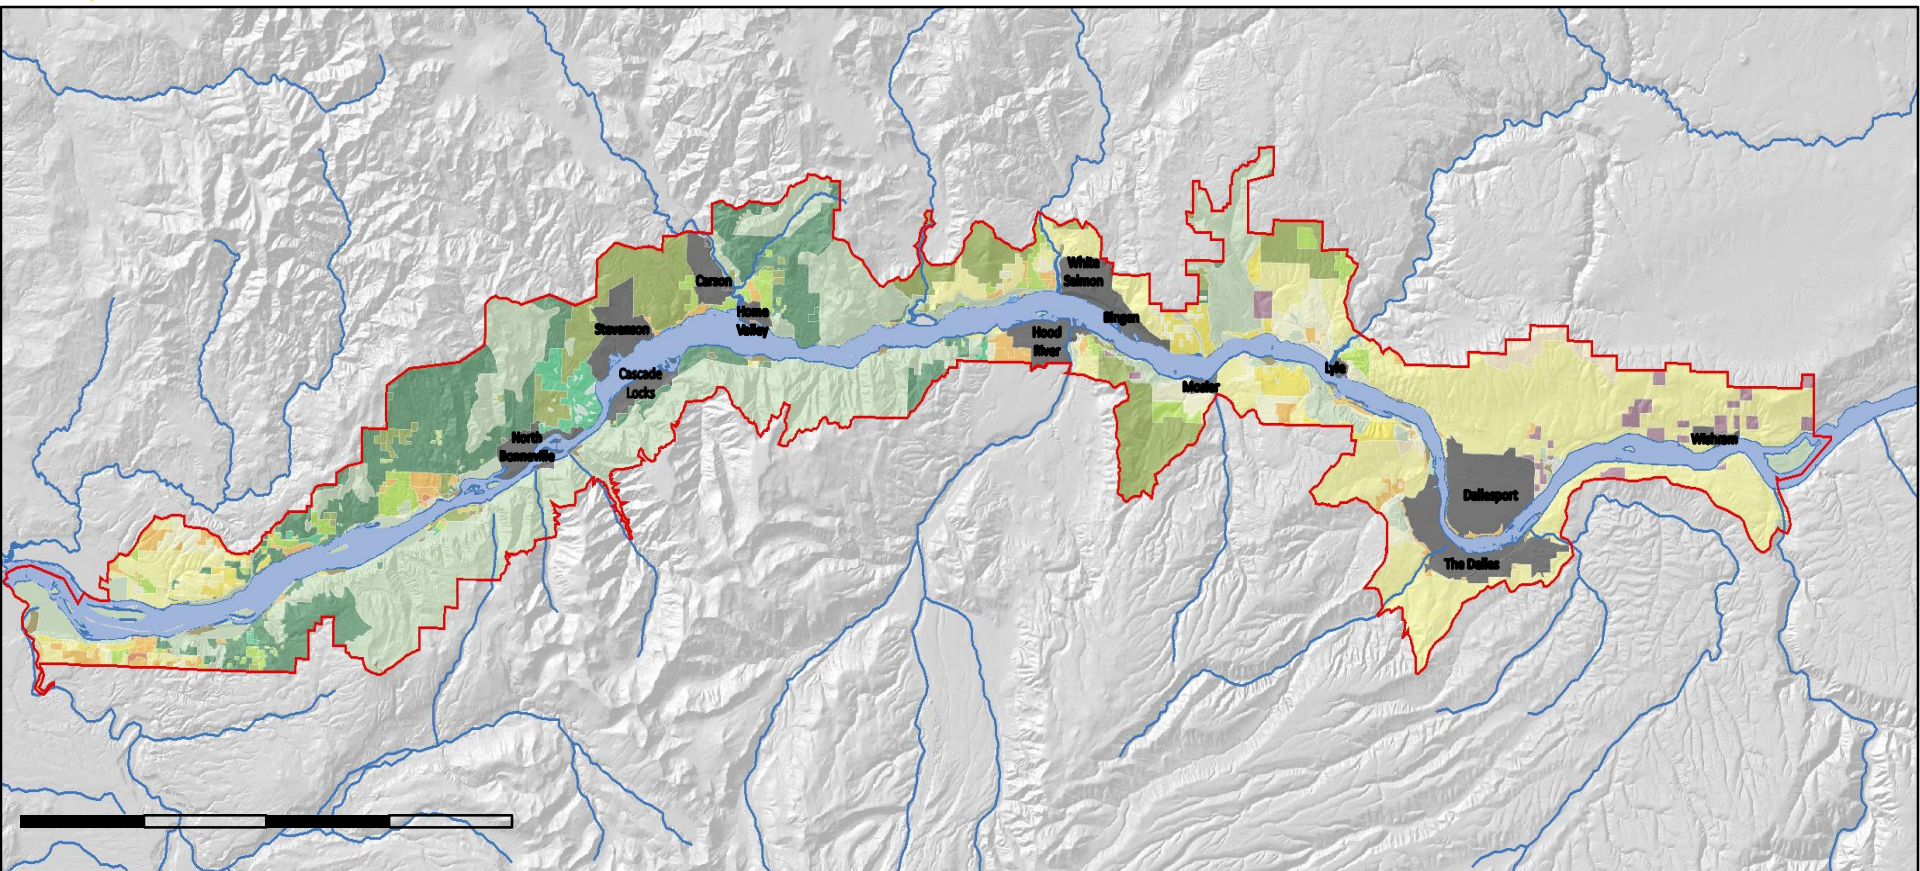 White
Salmon
Carson
Home
Valley
Stevenson
Bingen
Hood
River
Cascade
Locks
Lyle
Mosier
North
Bonneville
Wishram
Dallesport
The Dalles